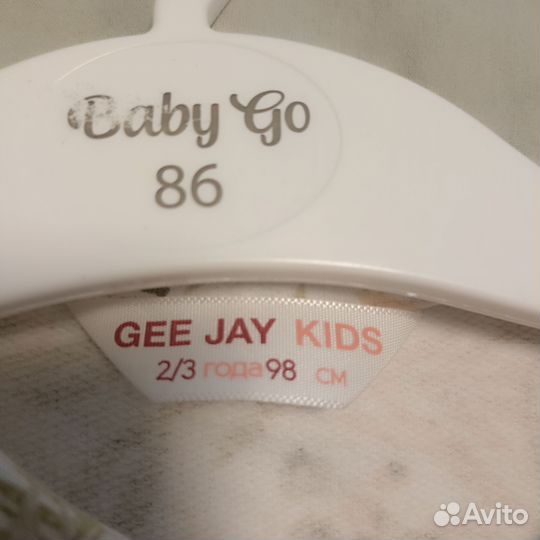 Baby Go
86
GEE JAY KIDS
2/3 года 98 см
Avito